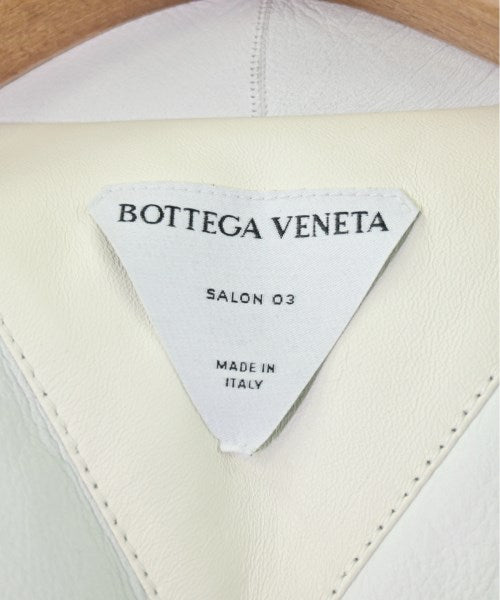 BOTTEGA VENETA
SALON 03
MADE IN
ITALY